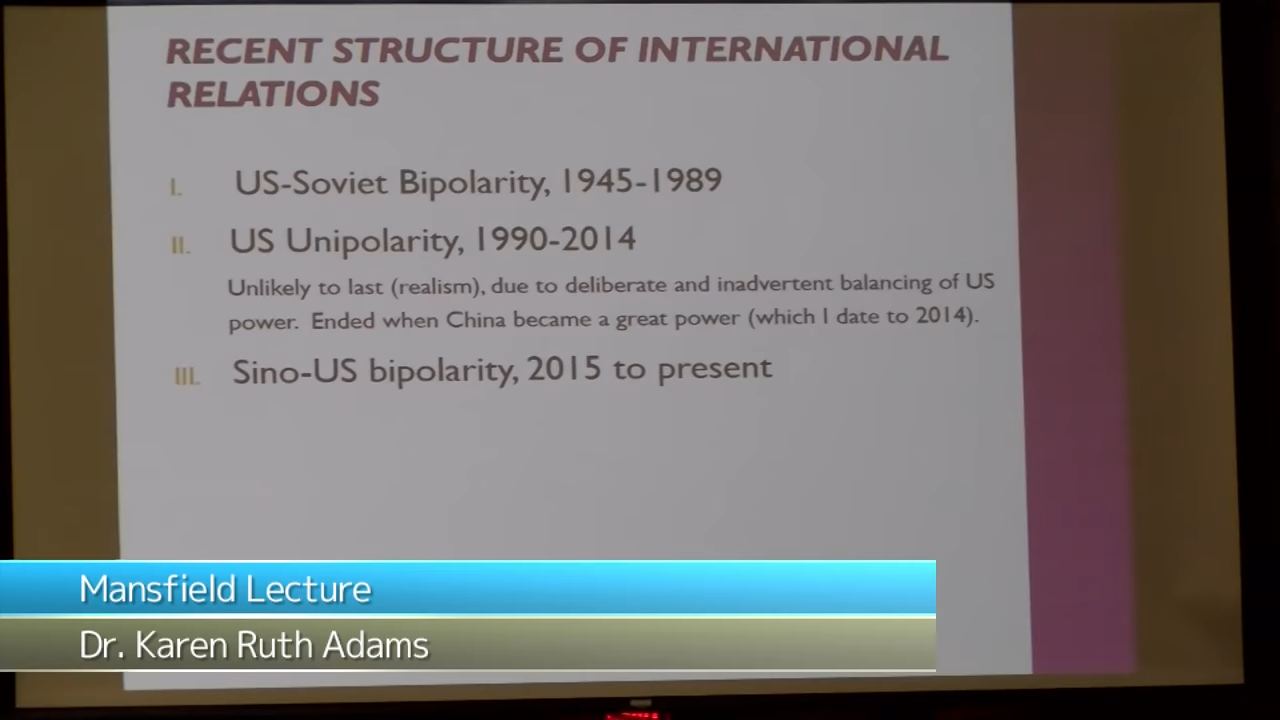 RECENT STRUCTURE OF INTERNATIONAL
RELATIONS
I. US-Soviet Bipolarity, 1945-1989
II. US Unipolarity, 1990-2014
Unlikely to last (realism), due to deliberate and inadvertent balancing of US
power. Ended when China became a great power (which I date to 2014).
III. Sino-US bipolarity, 2015 to present
Mansfield Lecture
Dr. Karen Ruth Adams